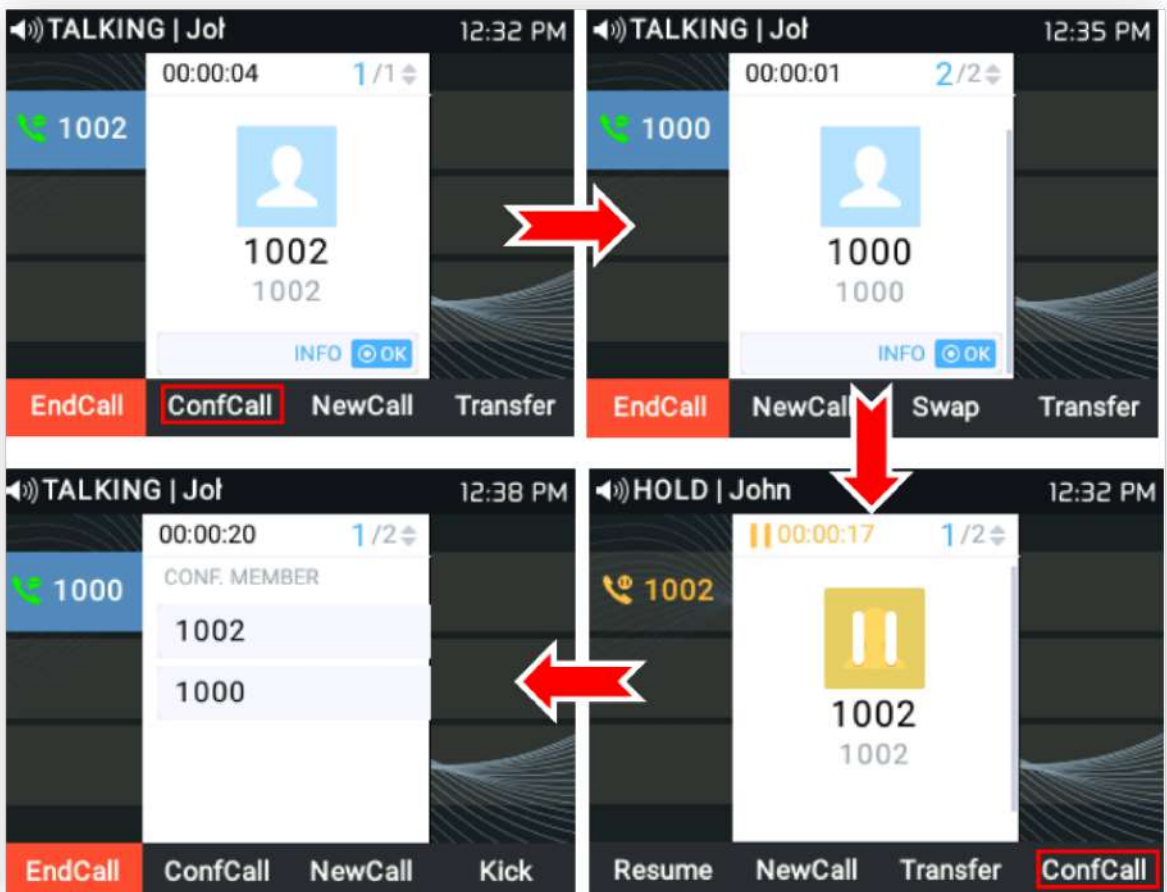 TALKING | Joh 12:32 PM
00:00:04 1/1
1002
1002
1002
INFO OK
EndCall ConfCall NewCall Transfer
TALKING | Joh 12:35 PM
00:00:01 2/2
1000
1000
1000
INFO OK
EndCall NewCall Swap Transfer
HOLD | John 12:32 PM
00:00:17 1/2
1002
1002
1002
Resume NewCall Transfer ConfCall
TALKING | Joh 12:38 PM
00:00:20 1/2
1000
CONF. MEMBER
1002
1000
EndCall ConfCall NewCall Kick